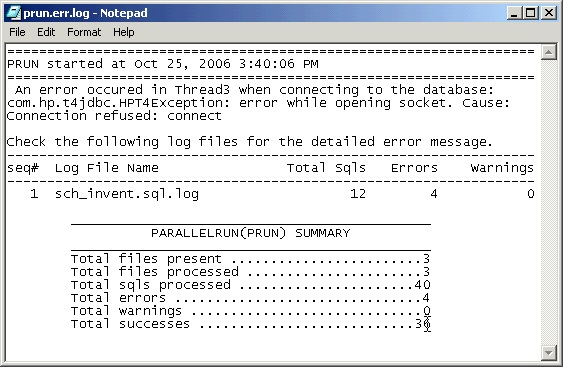 prun.err.log - Notepad
File Edit Format Help
PRUN started at Oct 25, 2006 3:40:06 PM
An error occured in Thread3 when connecting to the database:
com.hp.t4jdbc.HPT4Exception: error while opening socket. Cause:
Connection refused: connect
Check the following log files for the detailed error message.
seq# Log File Name Total Sqls Errors Warnings
1 sch_invent.sql.log 12 4 0
PARALLELRUN(PRUN) SUMMARY
Total files present ........................3
Total files processed ......................3
Total sqls processed ......................40
Total errors ...............................4
Total warnings .............................0
Total successes ...........................36